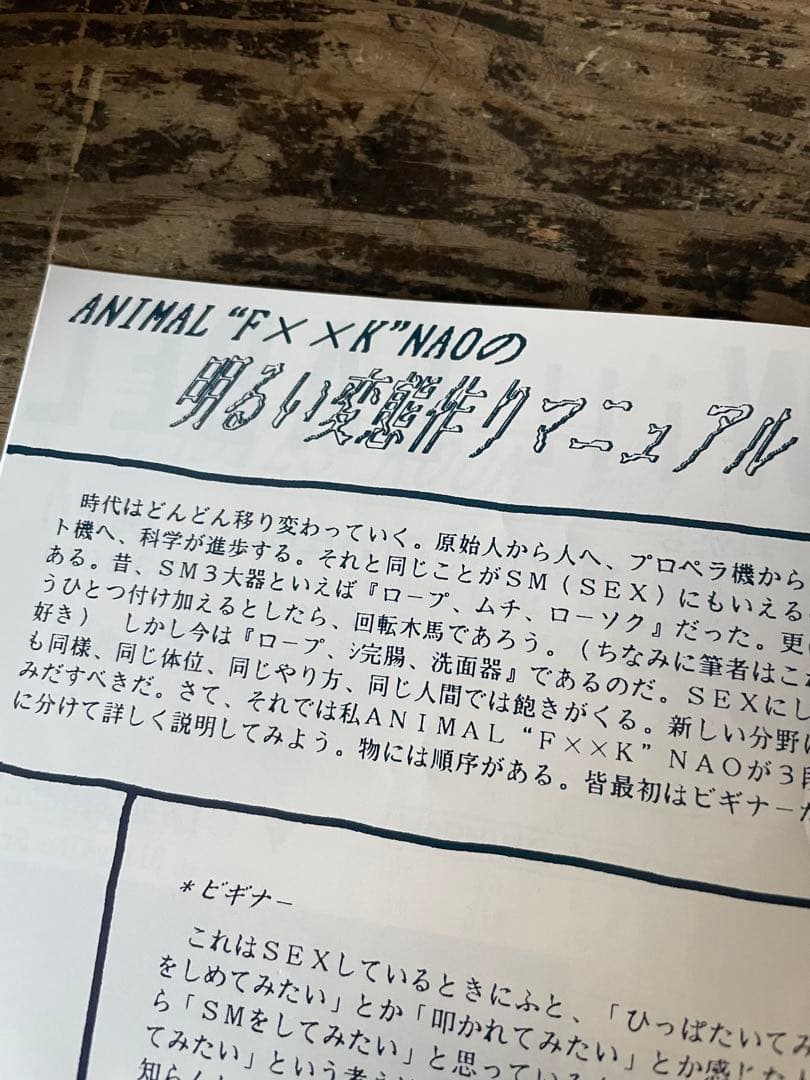 ANIMAL “F××K”NAOの
明るい変態作りマニュアル
時代はどんどん移り変わっていく。原始人から人へ、プロペラ機から
ト機へ、科学が進歩する。それと同じことがSM（SEX）にもいえる
ある。昔、SM3大器といえば『ロープ、ムチ、ローソク』だった。更に
うひとつ付け加えるとしたら、回転木馬であろう。（ちなみに筆者はこれ
好き） しかし今は『ロープ、ｼ完腸、洗面器』であるのだ。SEXにし
も同様、同じ体位、同じやり方、同じ人間では飽きがくる。新しい分野に
みだすべきだ。さて、それでは私ANIMAL “F××K” NAOが3段
に分けて詳しく説明してみよう。物には順序がある。皆最初はビギナーだ
*ビギナー
これはSEXしているときにふと、「ひっぱたいてみ
をしめてみたい」とか「叩かれてみたい」とか感じた
ら「SMをしてみたい」と思っている
てみたい」という考え
知らん